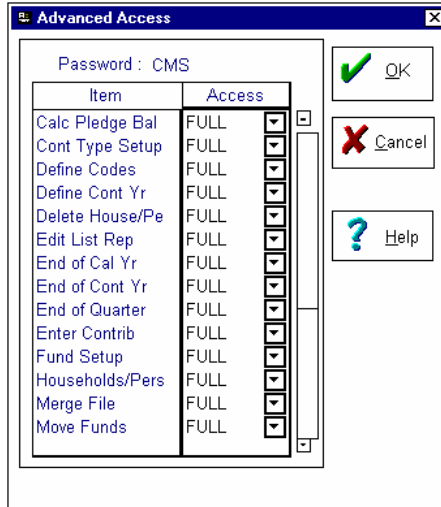 Advanced Access
Password : CMS
Item Access
Calc Pledge Bal FULL
Cont Type Setup FULL
Define Codes FULL
Define Cont Yr FULL
Delete House/Pe FULL
Edit List Rep FULL
End of Cal Yr FULL
End of Cont Yr FULL
End of Quarter FULL
Enter Contrib FULL
Fund Setup FULL
Households/Pers FULL
Merge File FULL
Move Funds FULL
OK
Cancel
Help